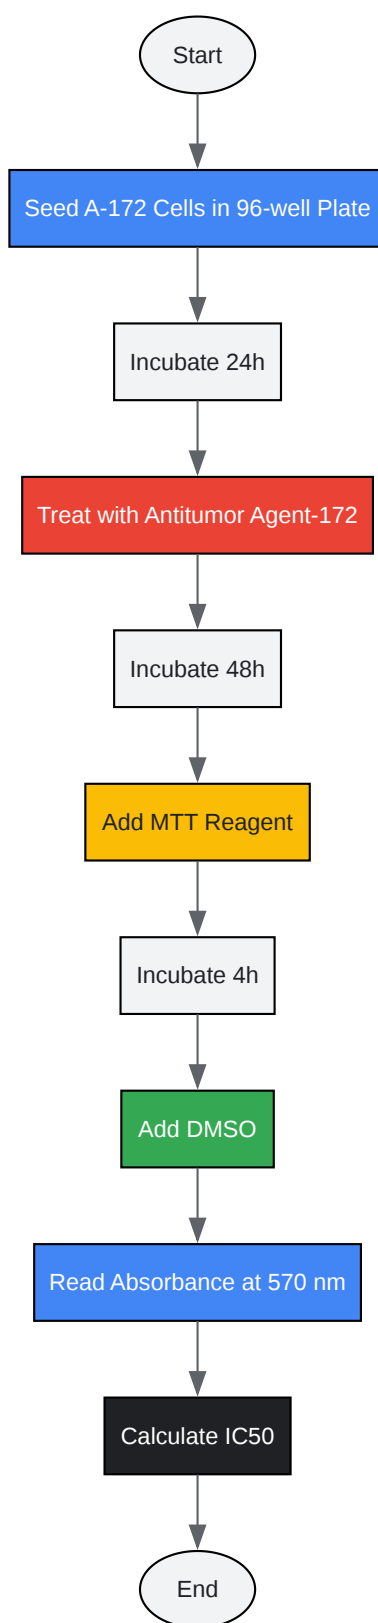 Start
Seed A-172 Cells in 96-well Plate
Incubate 24h
Treat with Antitumor Agent-172
Incubate 48h
Add MTT Reagent
Incubate 4h
Add DMSO
Read Absorbance at 570 nm
Calculate IC50
End